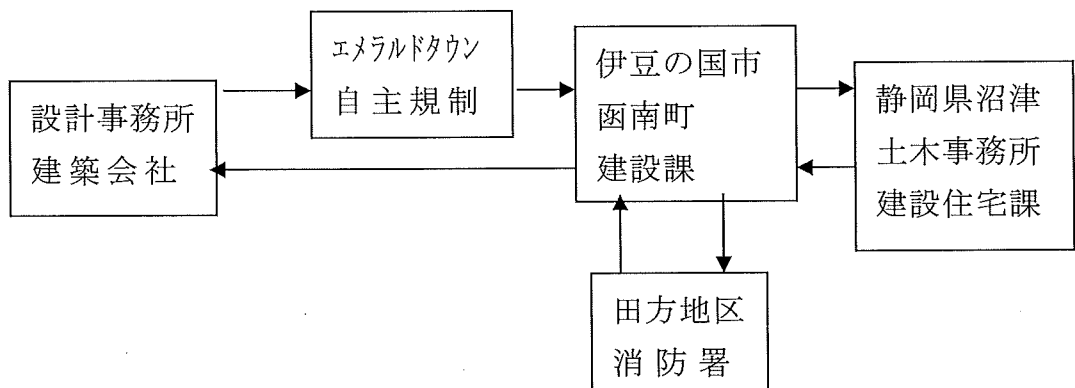 設計事務所
建築会社
エメラルドタウン
自主規制
伊豆の国市
函南町
建設課
静岡県沼津
土木事務所
建設住宅課
田方地区
消防署